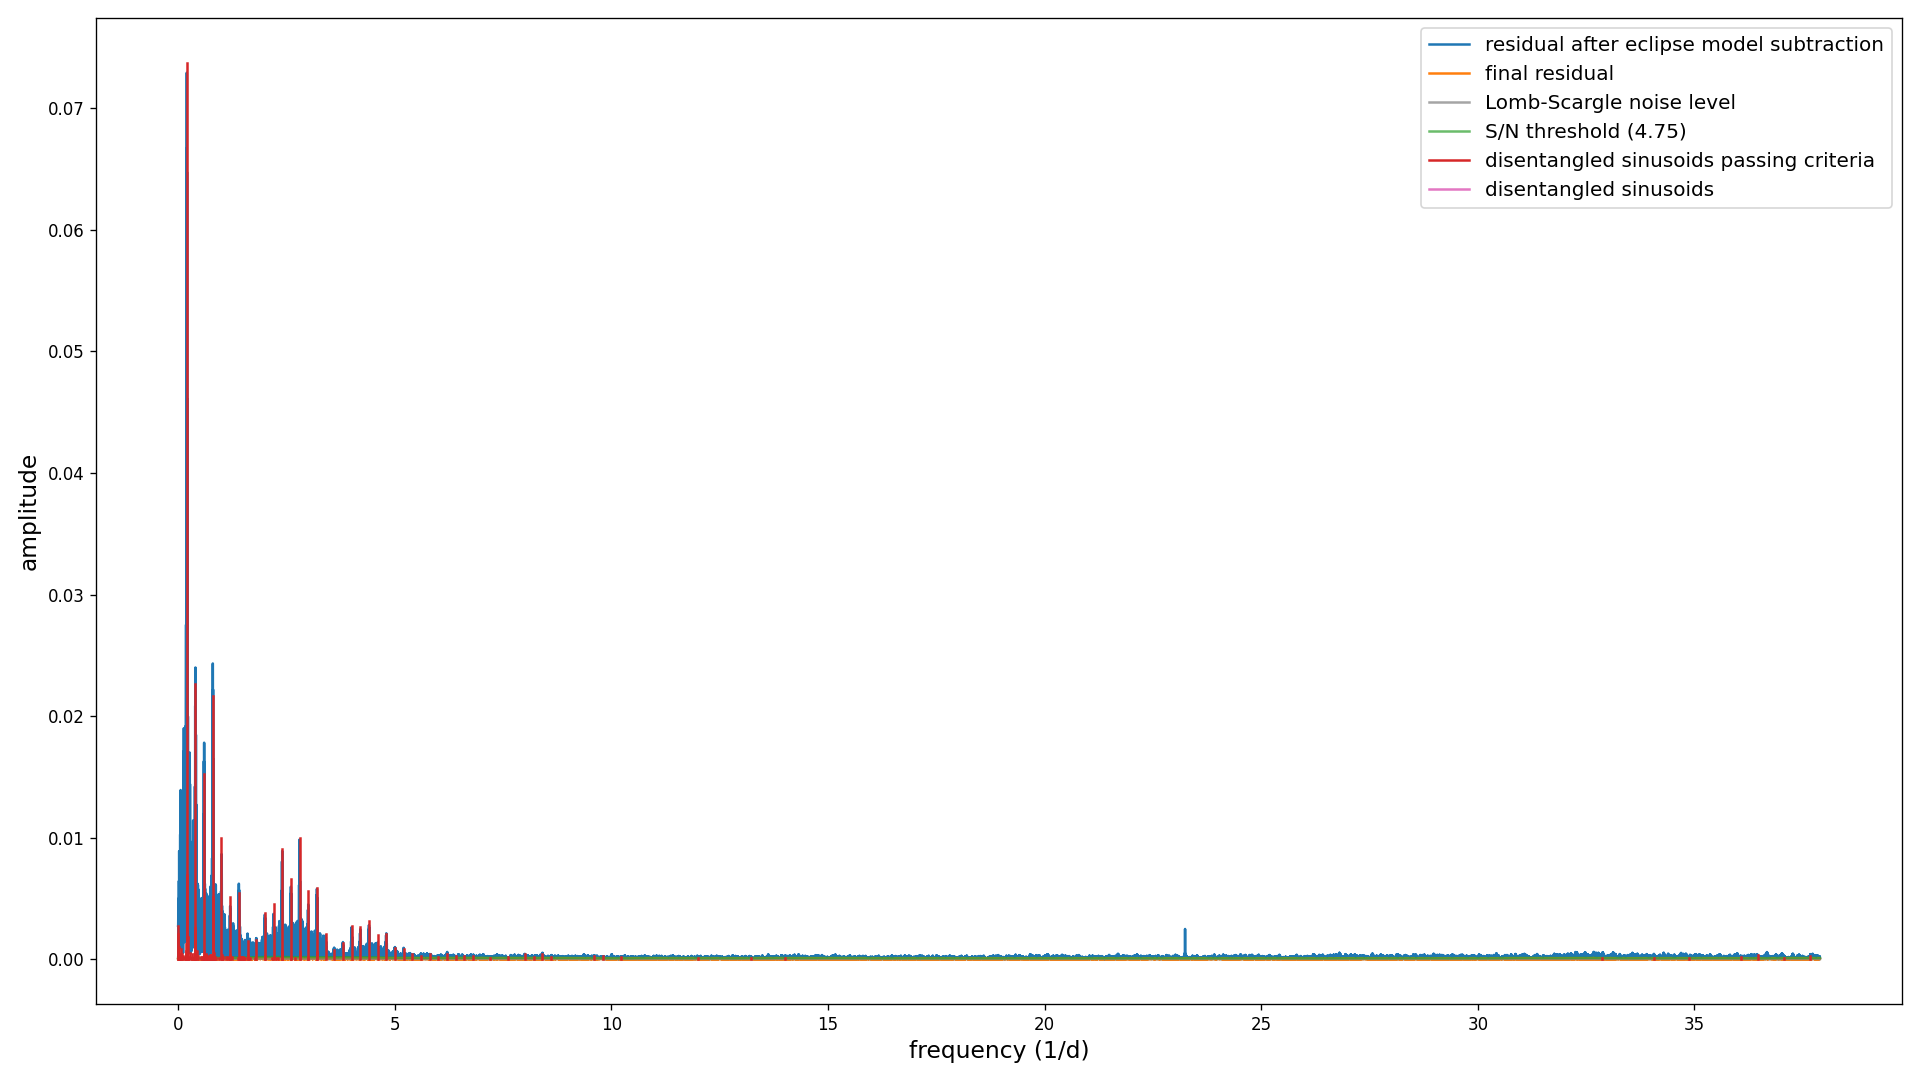 residual after eclipse model subtraction
final residual
Lomb-Scargle noise level
S/N threshold (4.75)
disentangled sinusoids passing criteria
disentangled sinusoids
0.07
0.06
0.05
0.04
0.03
0.02
0.01
0.00
amplitude
0 5 10 15 20 25 30 35
frequency (1/d)